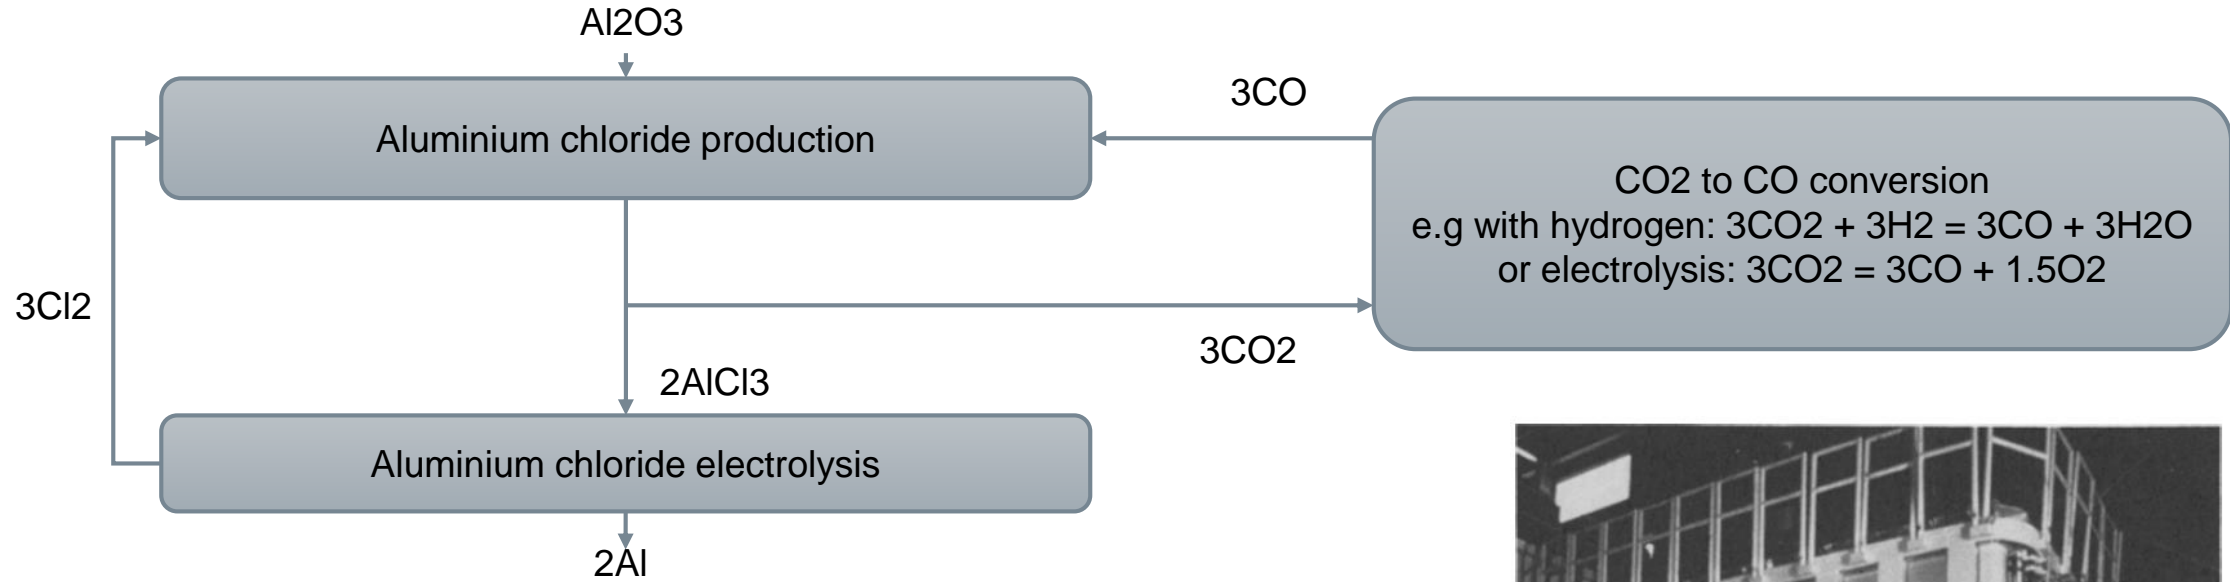 Al2O3
Aluminium chloride production
3CO
CO2 to CO conversion
e.g with hydrogen: 3CO2 + 3H2 = 3CO + 3H2O
or electrolysis: 3CO2 = 3CO + 1.5O2
3Cl2
3CO2
2AlCl3
Aluminium chloride electrolysis
2Al